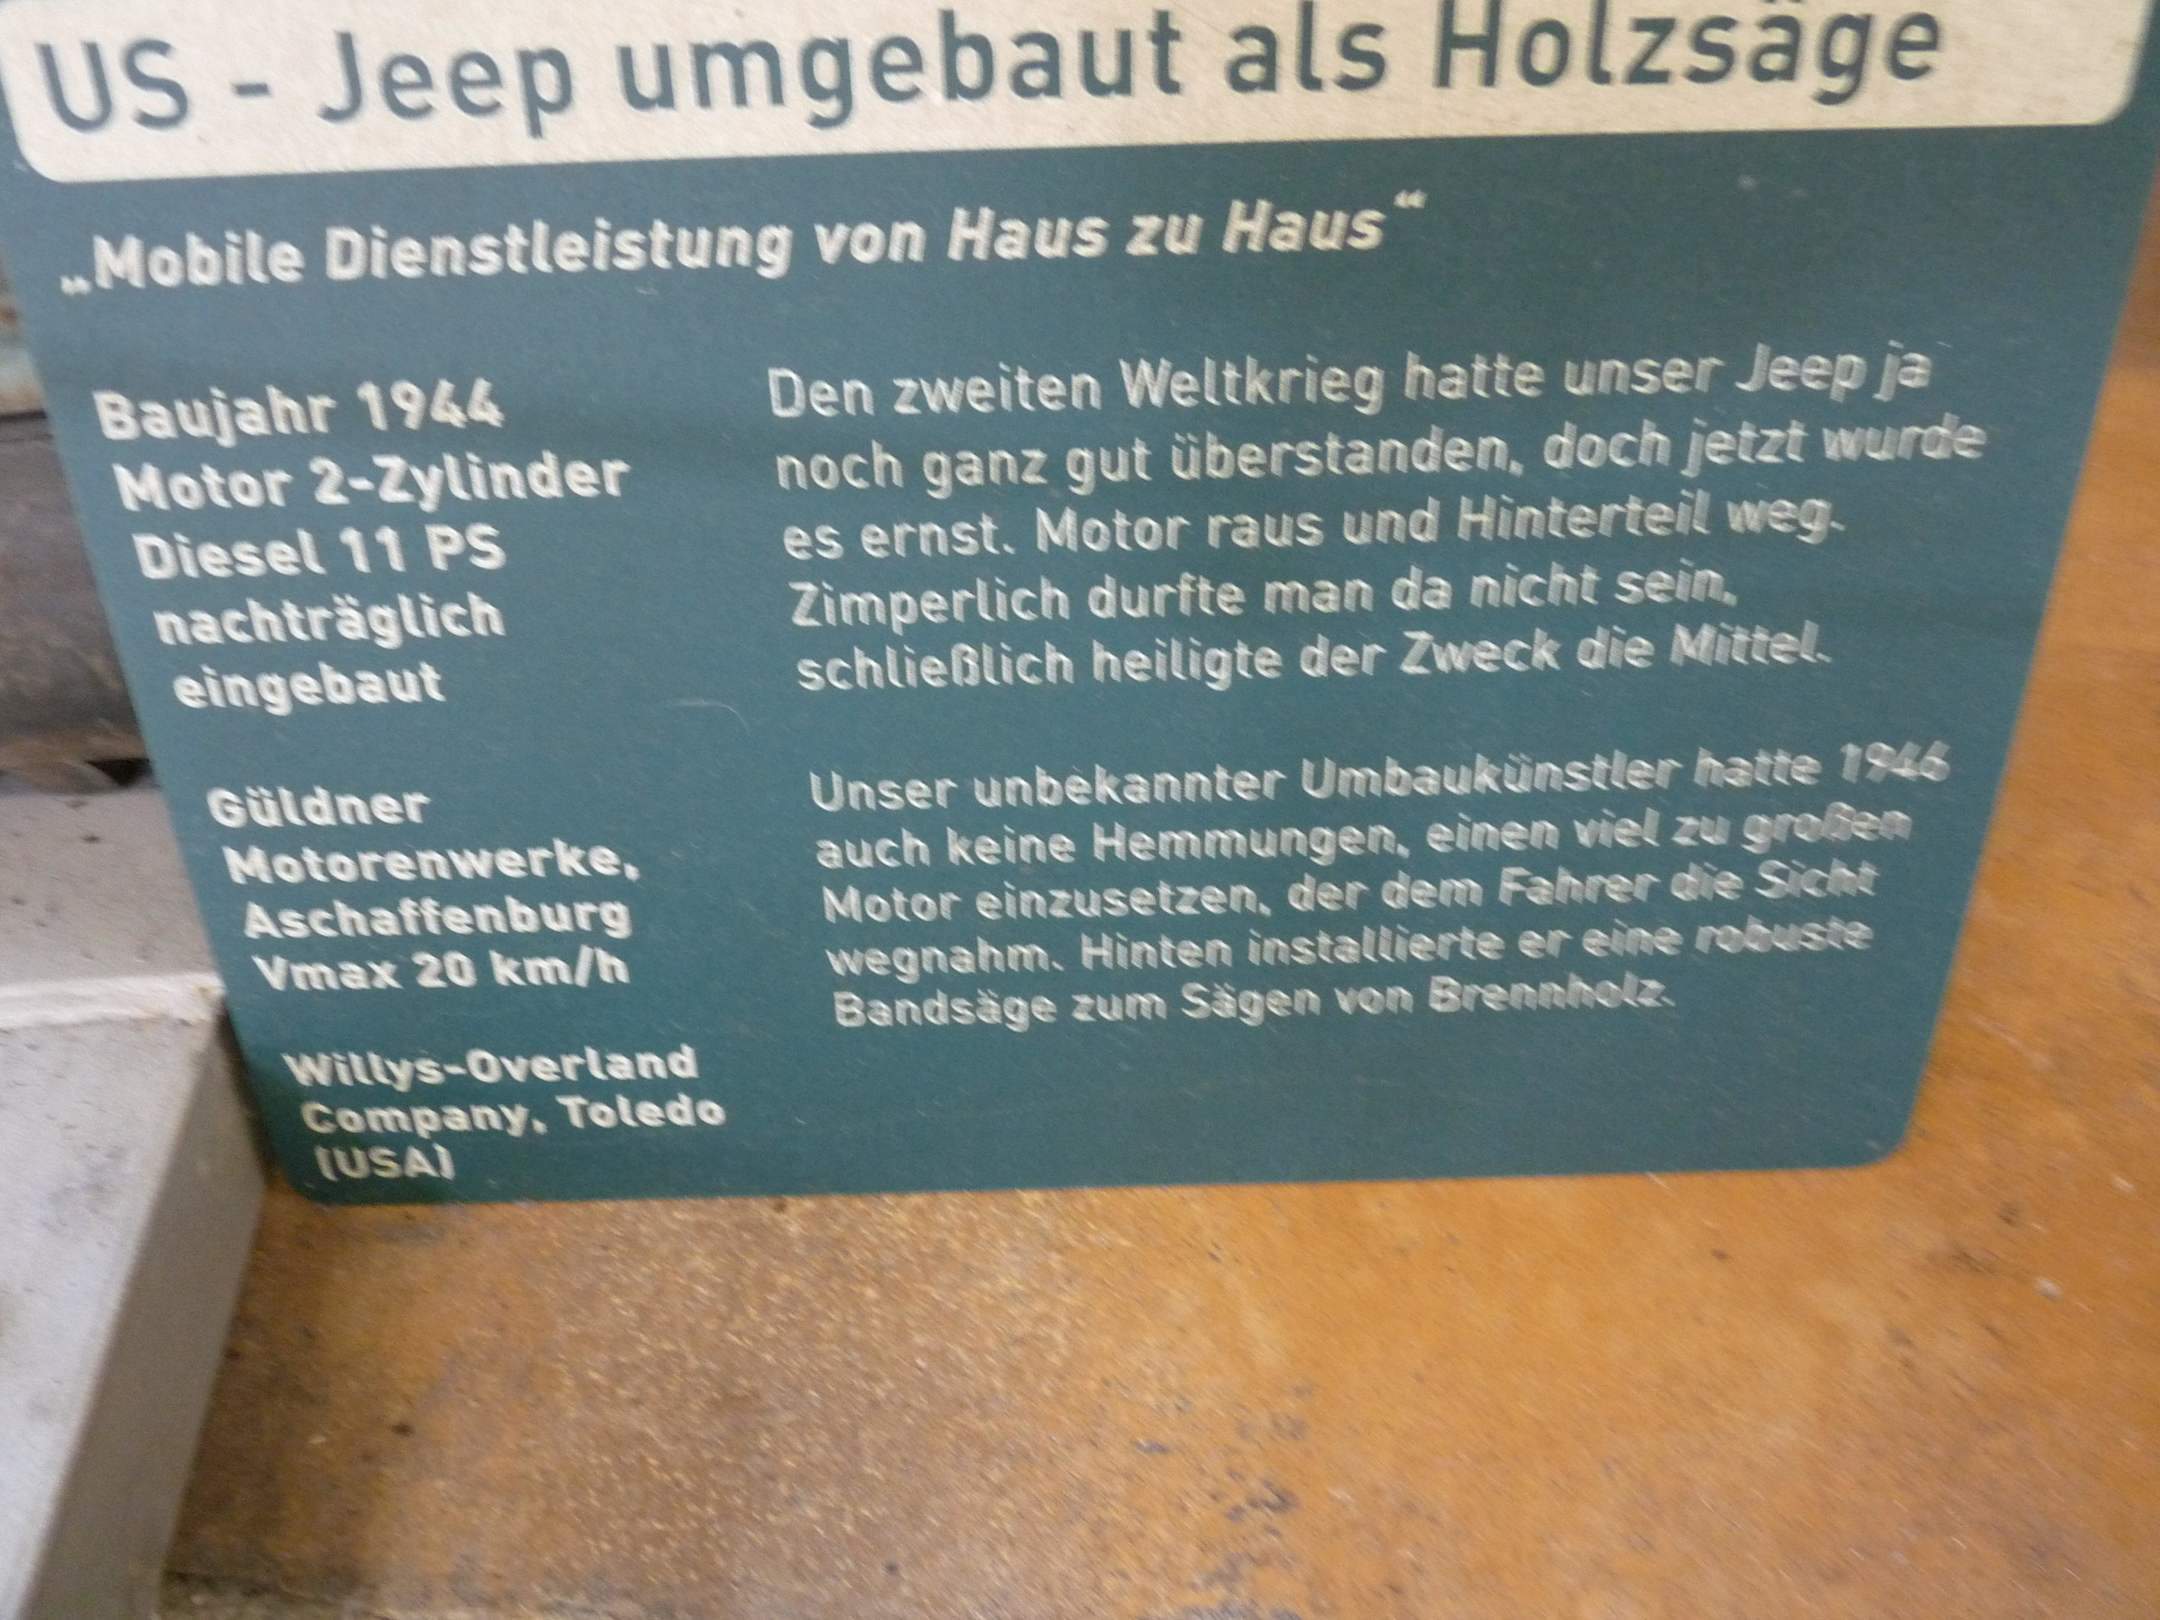 US - Jeep umgebaut als Holzsäge
„Mobile Dienstleistung von Haus zu Haus“
Baujahr 1944
Motor 2-Zylinder
Diesel 11 PS
nachträglich
eingebaut
Güldner
Motorenwerke,
Aschaffenburg
Vmax 20 km/h
Willys-Overland
Company, Toledo
(USA)
Den zweiten Weltkrieg hatte unser Jeep ja
noch ganz gut überstanden, doch jetzt wurde
es ernst. Motor raus und Hinterteil weg.
Zimperlich durfte man da nicht sein,
schließlich heiligte der Zweck die Mittel.
Unser unbekannter Umbaukünstler hatte 1946
auch keine Hemmungen, einen viel zu großen
Motor einzusetzen, der dem Fahrer die Sicht
wegnahm. Hinten installierte er eine robuste
Bandsäge zum Sägen von Brennholz.